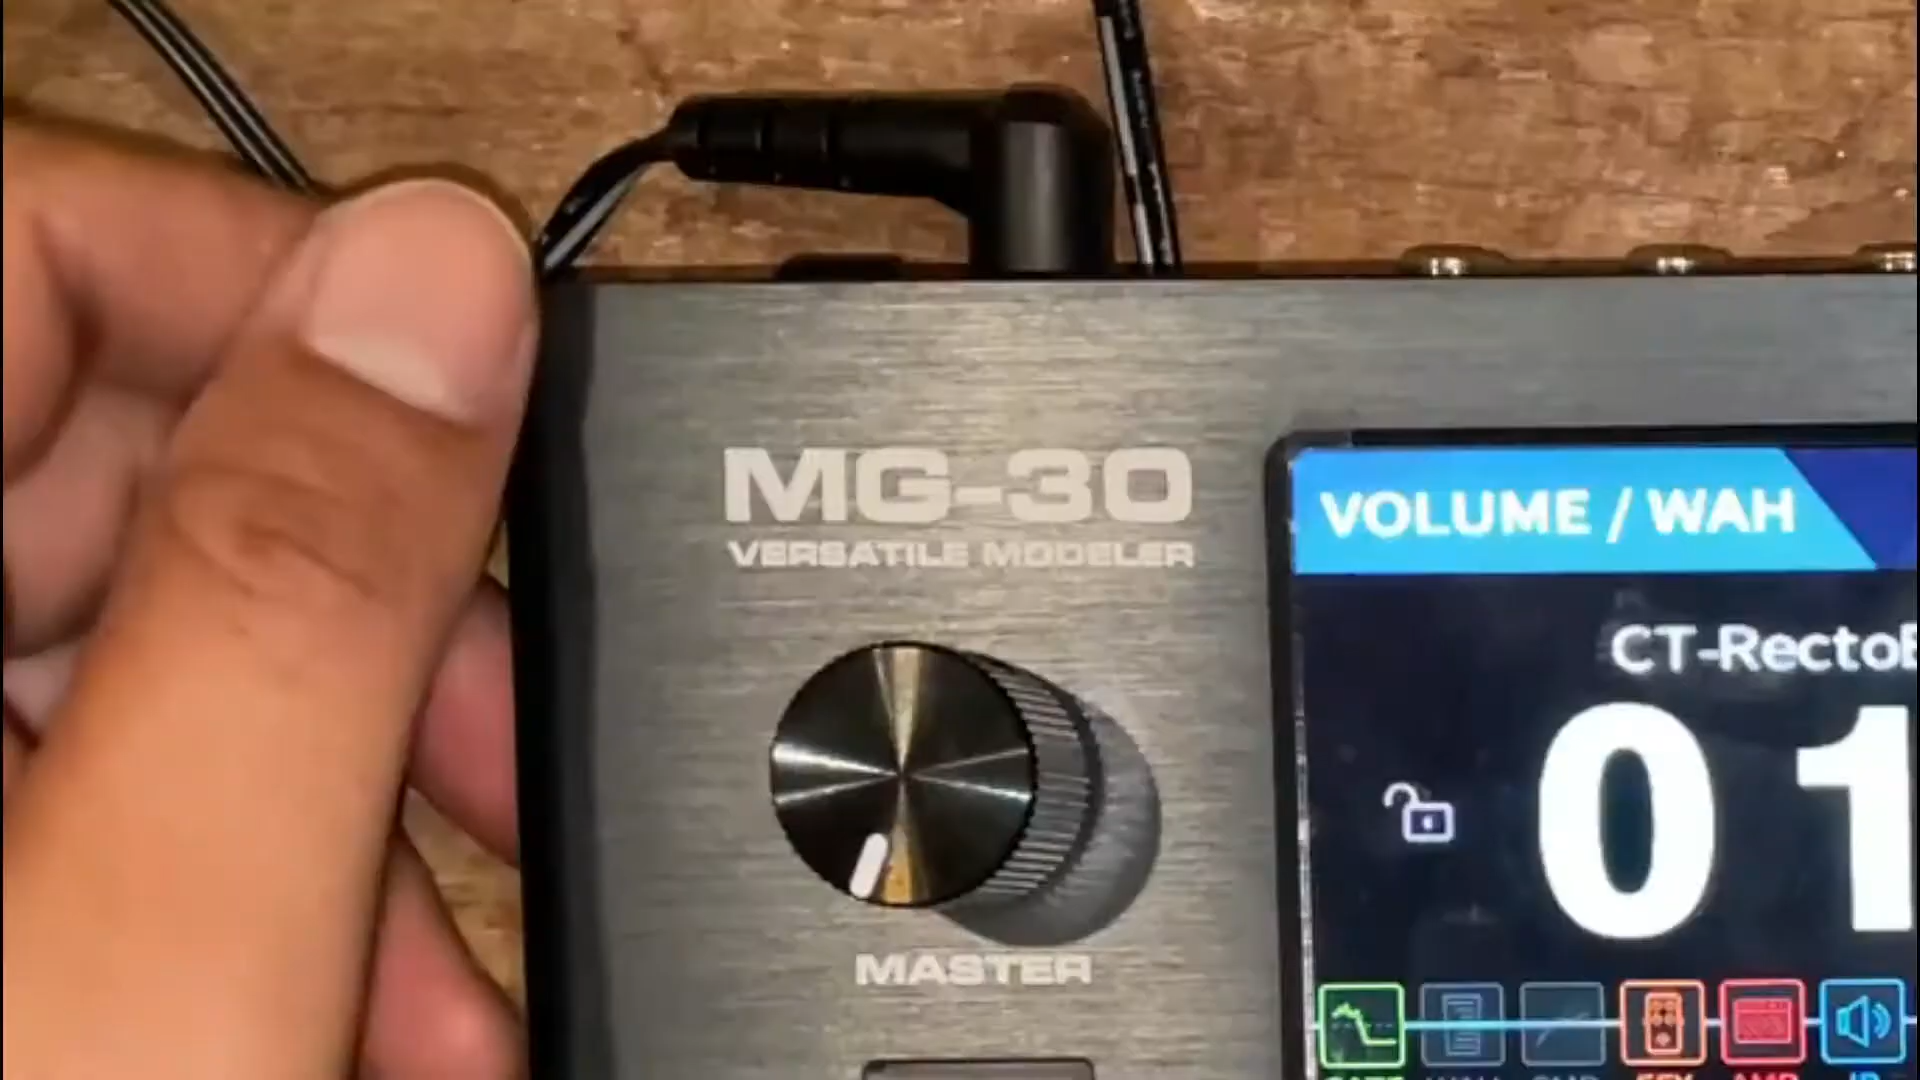 MG-30
VERSATILE MODELER
VOLUME / WAH
CT-Recto
01
MASTER